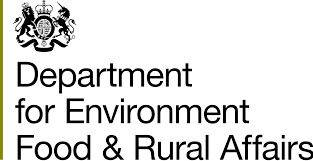 Department
for Environment
Food & Rural Affairs